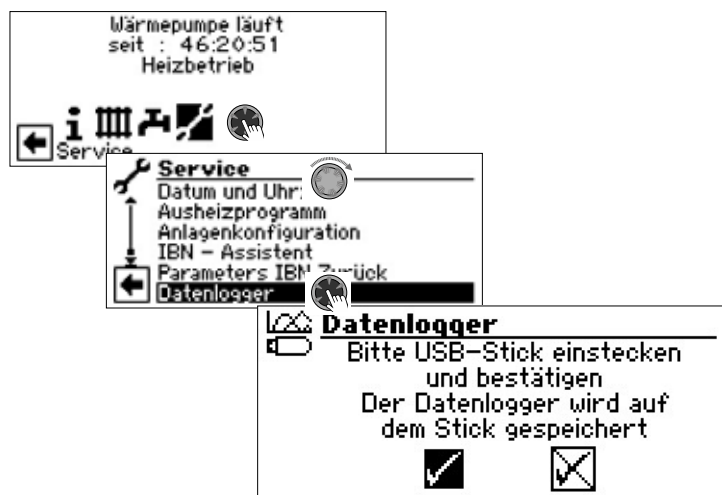 Wärmepumpe läuft
seit : 46:20:51
Heizbetrieb
Service
Service
Datum und Uhr
Ausheizprogramm
Anlagenkonfiguration
IBN - Assistent
Parameters IBN Zurück
Datenlogger
Datenlogger
Bitte USB-Stick einstecken
und bestätigen
Der Datenlogger wird auf
dem Stick gespeichert